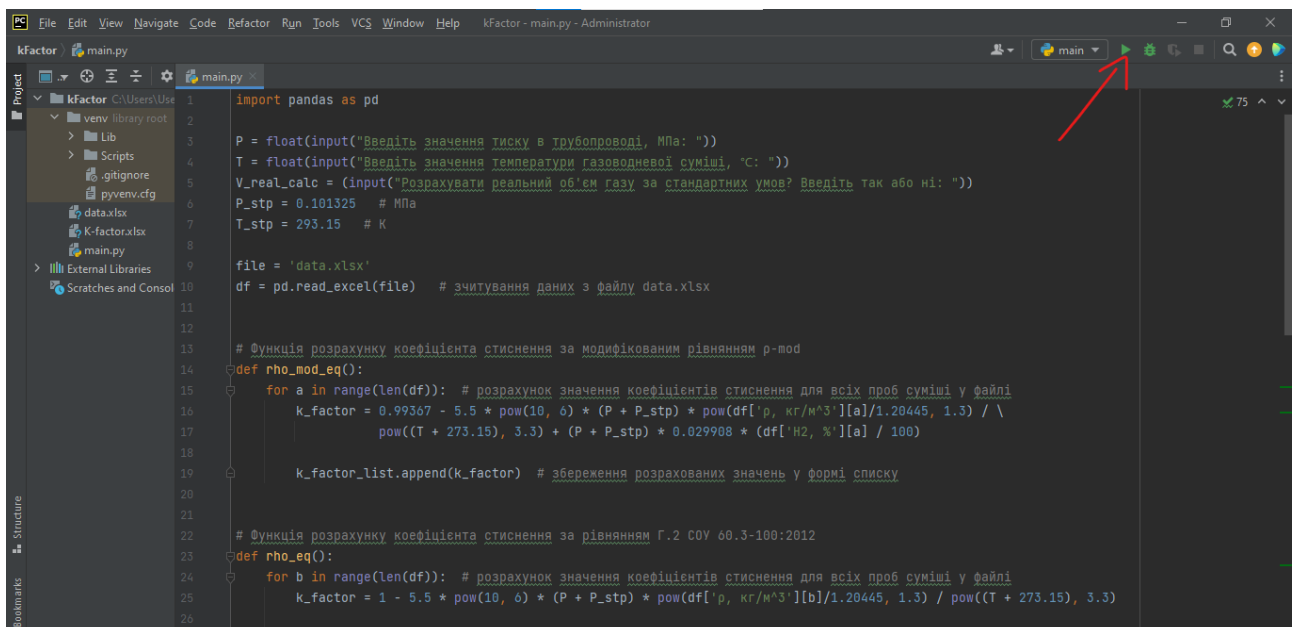 PC File Edit View Navigate Code Refactor Run Tools VCS Window Help kFactor - main.py - Administrator
kFactor main.py main
Project main.py
kFactor C:\Users\Use
venv library root
Lib
Scripts
.gitignore
pyvenv.cfg
data.xlsx
K-factor.xlsx
main.py
External Libraries
Scratches and Consol
75
1 import pandas as pd
2
3 P = float(input("Введіть значення тиску в трубопроводі, МПа: "))
4 T = float(input("Введіть значення температури газоводневої суміші, °C: "))
5 V_real_calc = (input("Розрахувати реальний об'єм газу за стандартних умов? Введіть так або ні: "))
6 P_stp = 0.101325 # МПа
7 T_stp = 293.15 # К
8
9 file = 'data.xlsx'
10 df = pd.read_excel(file) # зчитування даних з файлу data.xlsx
11
12
13 # Функція розрахунку коефіцієнта стиснення за модифікованим рівнянням ρ-mod
14 def rho_mod_eq():
15 for a in range(len(df)): # розрахунок значення коефіцієнтів стиснення для всіх проб суміші у файлі
16 k_factor = 0.99367 - 5.5 * pow(10, 6) * (P + P_stp) * pow(df['ρ, кг/м^3'][a]/1.20445, 1.3) / \
17 pow((T + 273.15), 3.3) + (P + P_stp) * 0.029908 * (df['H2, %'][a] / 100)
18
19 k_factor_list.append(k_factor) # збереження розрахованих значень у формі списку
20
21
22 # Функція розрахунку коефіцієнта стиснення за рівнянням Г.2 СОУ 60.3-100:2012
23 def rho_eq():
24 for b in range(len(df)): # розрахунок значення коефіцієнтів стиснення для всіх проб суміші у файлі
25 k_factor = 1 - 5.5 * pow(10, 6) * (P + P_stp) * pow(df['ρ, кг/м^3'][b]/1.20445, 1.3) / pow((T + 273.15), 3.3)
26
Structure
Bookmarks